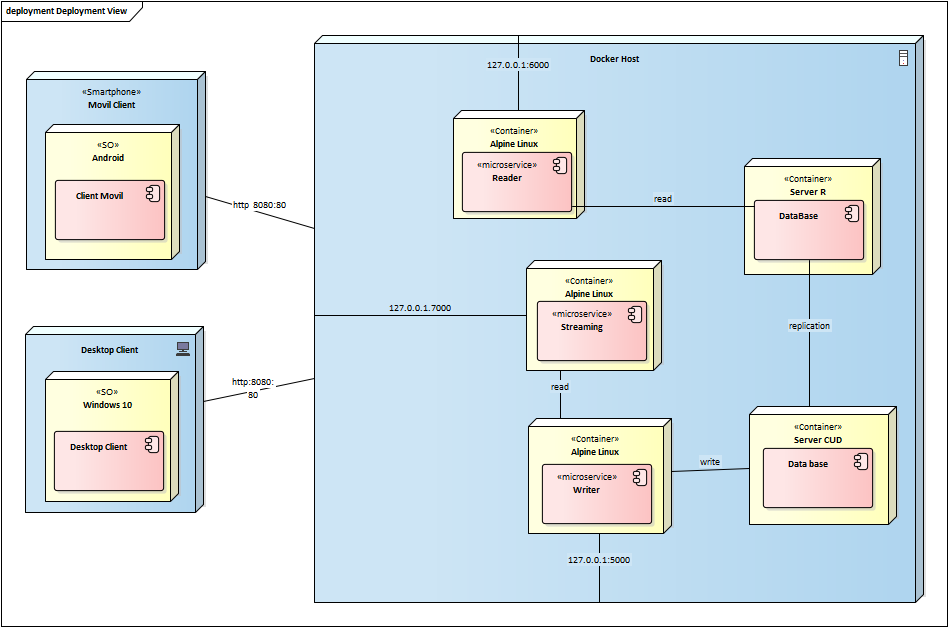 deployment Deployment View
«Smartphone»
Movil Client
«SO»
Android
Client Movil
http 8080:80
Desktop Client
«SO»
Windows 10
Desktop Client
http:8080:
80
Docker Host
127.0.0.1:6000
«Container»
Alpine Linux
«microservice»
Reader
read
«Container»
Server R
DataBase
127.0.0.1.7000
«Container»
Alpine Linux
«microservice»
Streaming
replication
read
«Container»
Alpine Linux
«microservice»
Writer
write
«Container»
Server CUD
Data base
127.0.0.1:5000